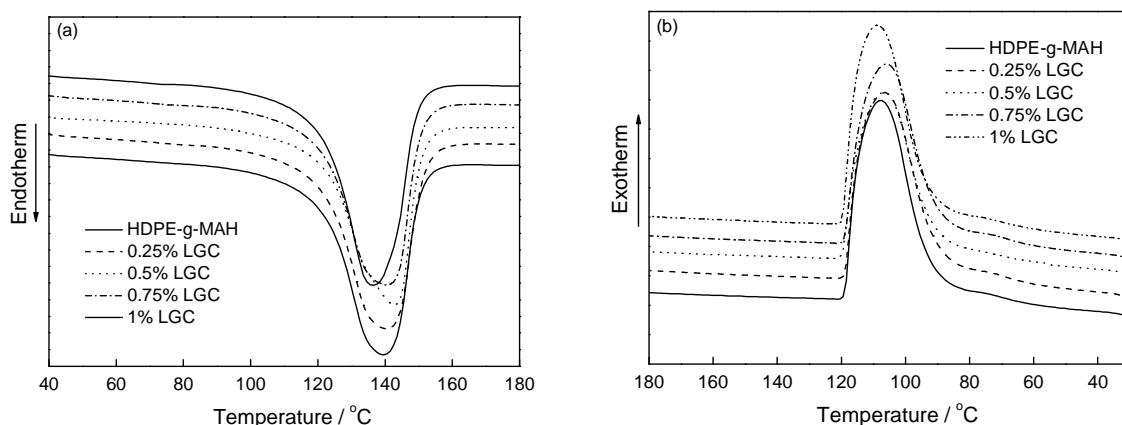 (a)
Endotherm
HDPE-g-MAH
0.25% LGC
0.5% LGC
0.75% LGC
1% LGC
40 60 80 100 120 140 160 180
Temperature / °C
(b)
Exotherm
HDPE-g-MAH
0.25% LGC
0.5% LGC
0.75% LGC
1% LGC
180 160 140 120 100 80 60 40
Temperature / °C